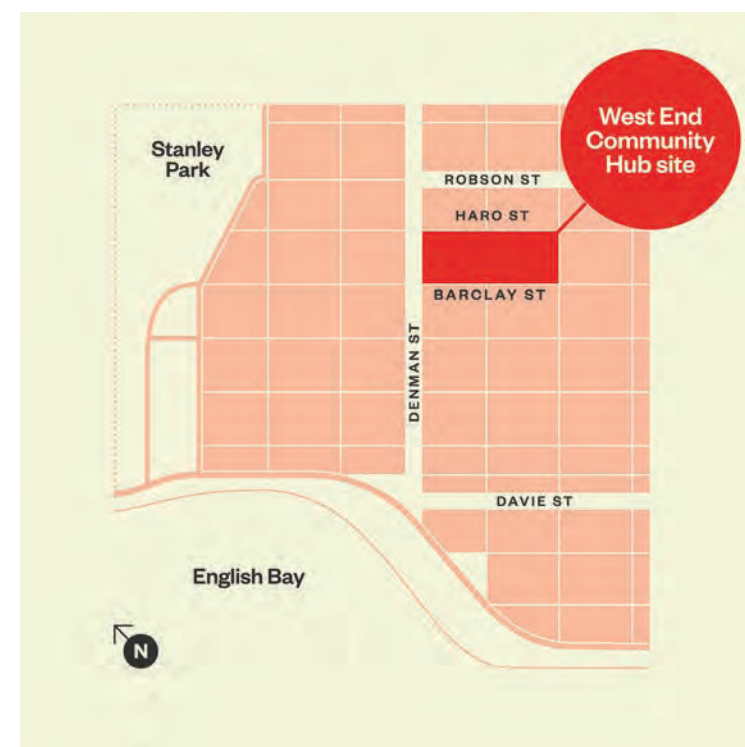 Stanley
Park
West End
Community
Hub site
ROBSON ST
HARO ST
BARCLAY ST
DENMAN ST
DAVIE ST
English Bay
N